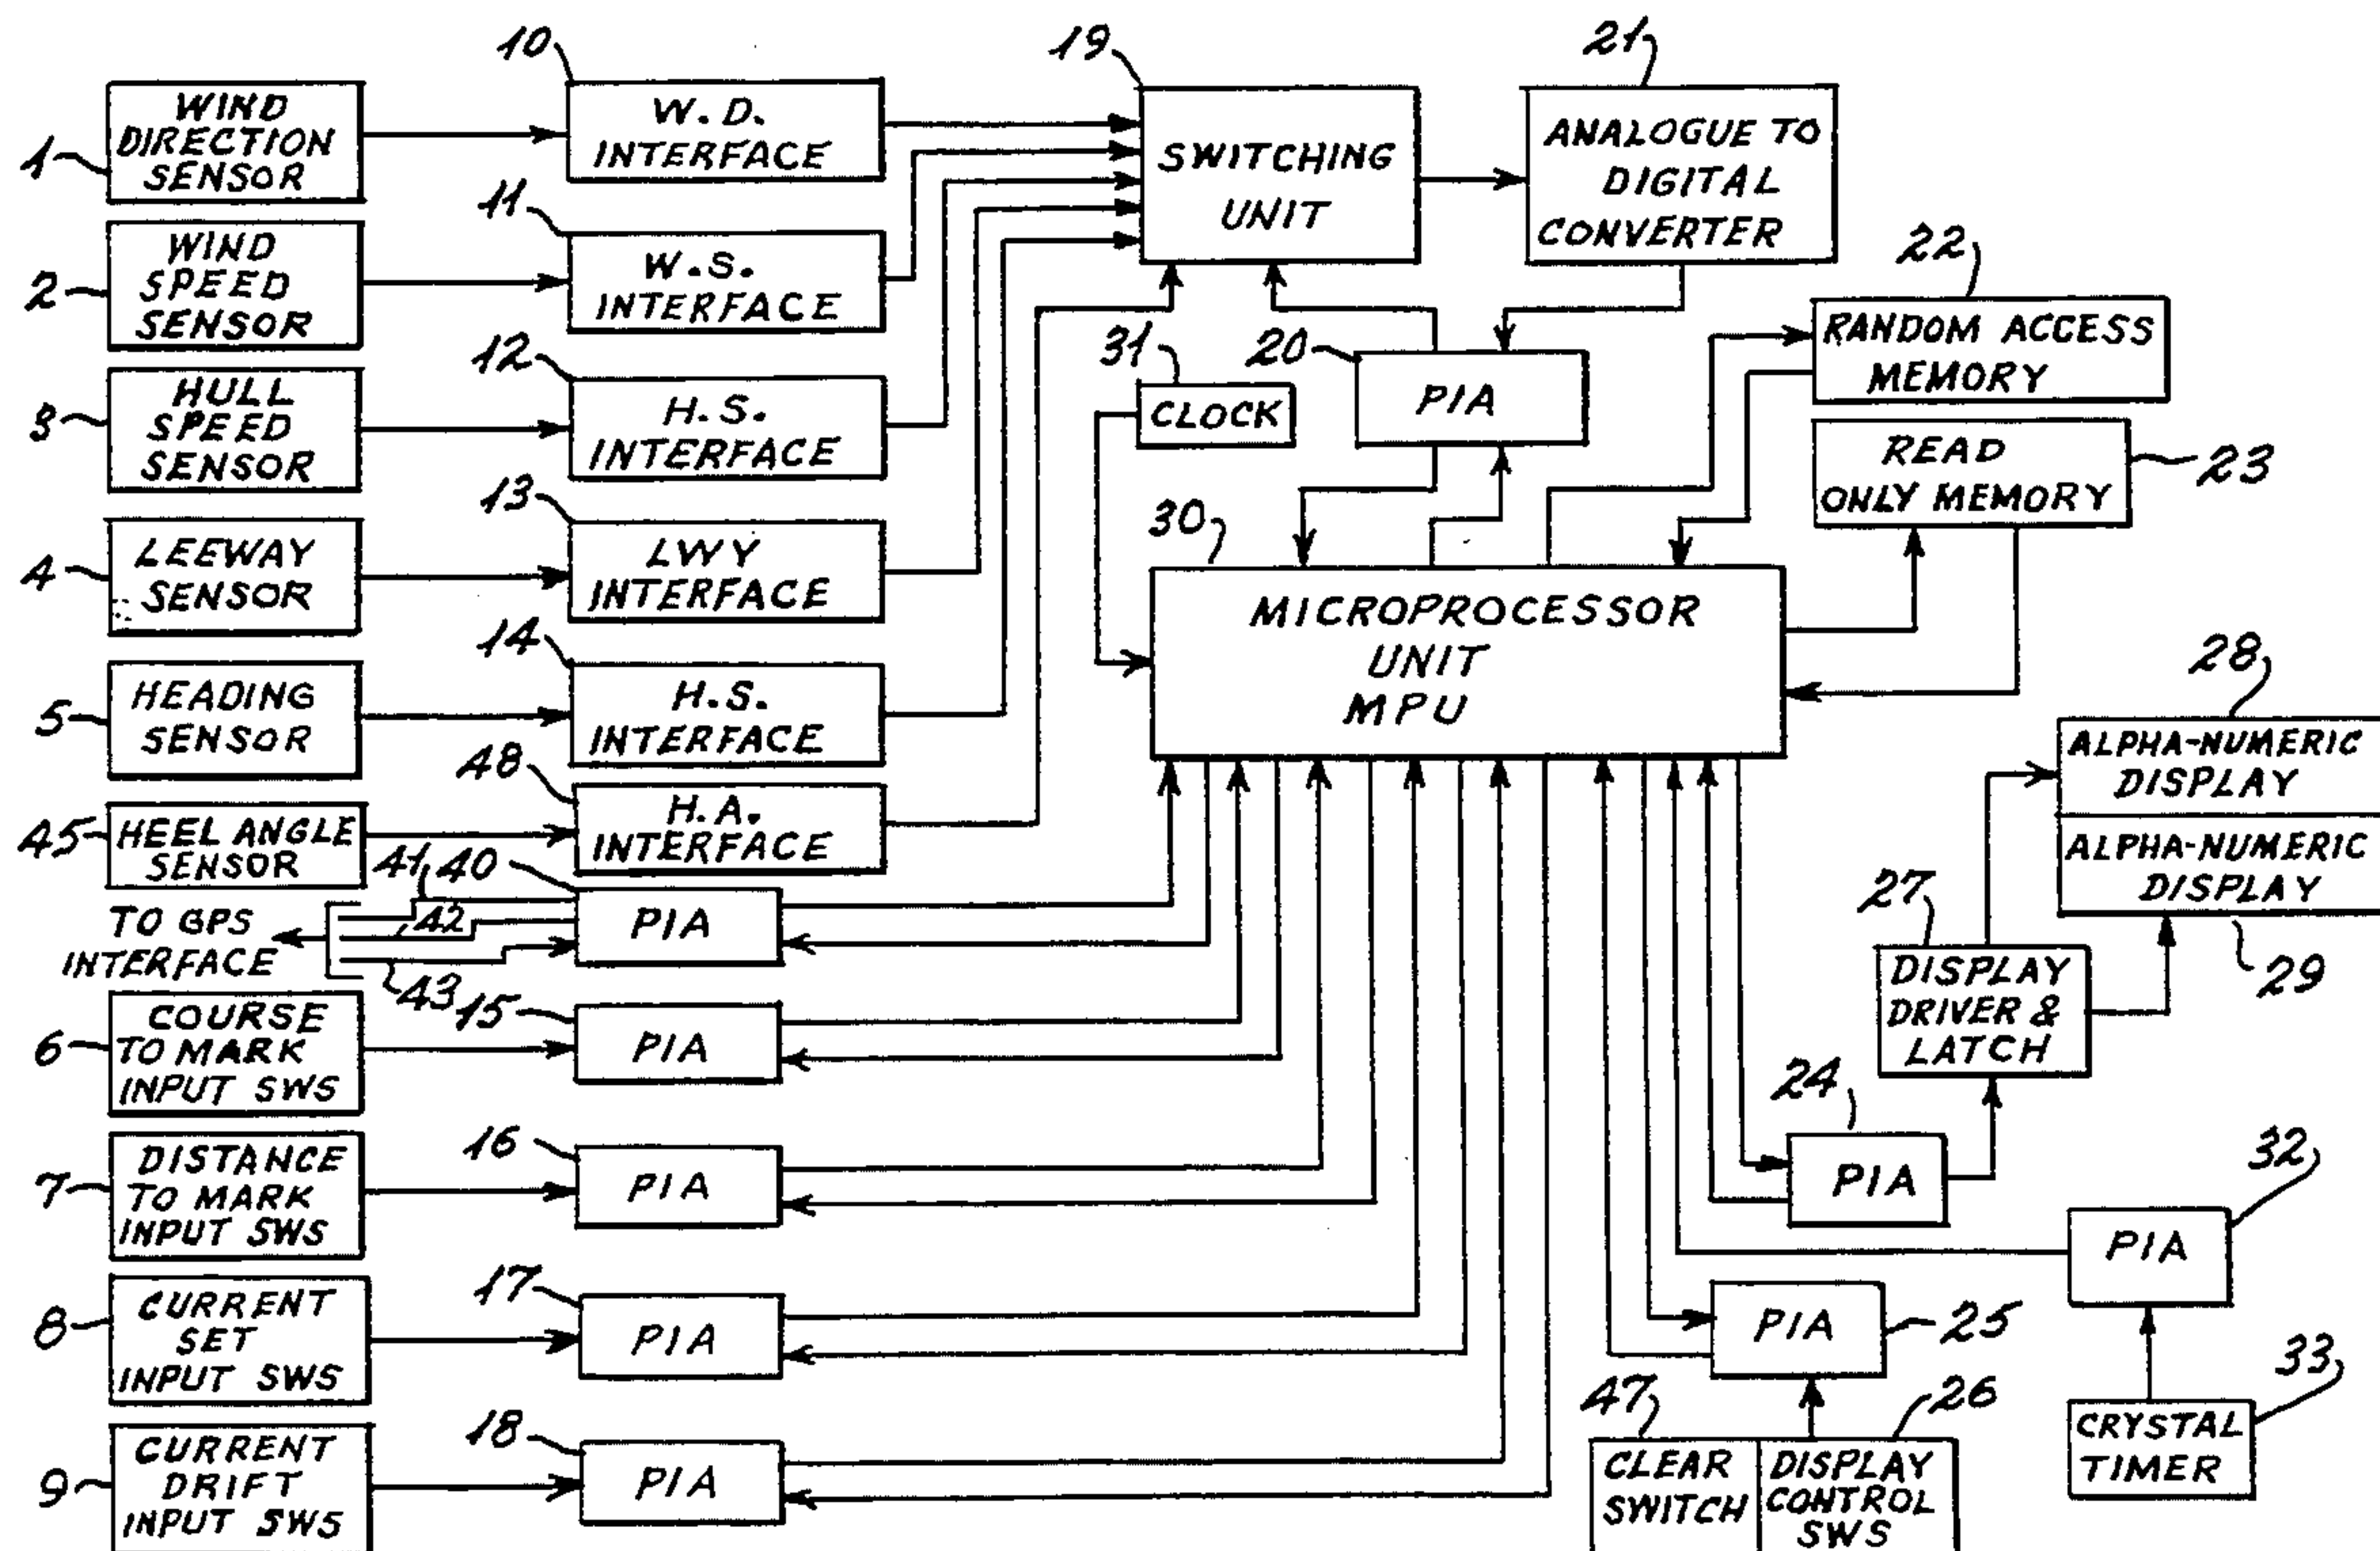 10
19
21
WIND
DIRECTION
SENSOR
1
W.D.
INTERFACE
SWITCHING
UNIT
ANALOGUE TO
DIGITAL
CONVERTER
11
22
WIND
SPEED
SENSOR
2
W.S.
INTERFACE
12
31
20
RANDOM ACCESS
MEMORY
HULL
SPEED
SENSOR
3
H.S.
INTERFACE
CLOCK
PIA
READ
ONLY MEMORY
23
13
30
LEEWAY
SENSOR
4
LWY
INTERFACE
MICROPROCESSOR
UNIT
MPU
14
28
HEADING
SENSOR
5
H.S.
INTERFACE
48
ALPHA-NUMERIC
DISPLAY
ALPHA-NUMERIC
DISPLAY
29
45
HEEL ANGLE
SENSOR
H.A.
INTERFACE
41
40
42
43
TO GPS
INTERFACE
PIA
27
DISPLAY
DRIVER &
LATCH
15
6
COURSE
TO MARK
INPUT SWS
PIA
24
PIA
16
7
DISTANCE
TO MARK
INPUT SWS
PIA
32
PIA
17
8
CURRENT
SET
INPUT SWS
PIA
PIA
25
33
18
9
CURRENT
DRIFT
INPUT SWS
PIA
47
26
CLEAR
SWITCH
DISPLAY
CONTROL
SWS
CRYSTAL
TIMER